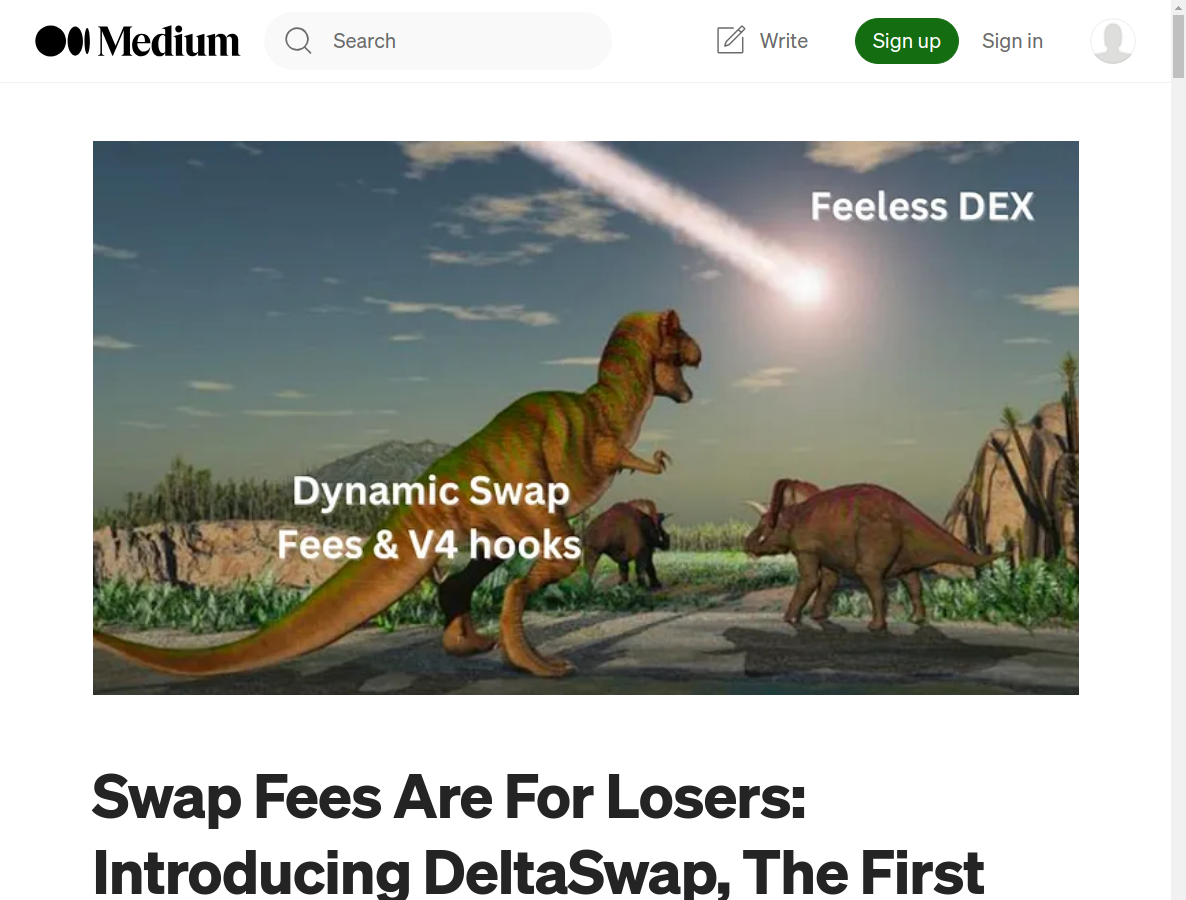 Medium
Search
Write
Sign up
Sign in
Feeless DEX
Dynamic Swap
Fees & V4 hooks
Swap Fees Are For Losers:
Introducing DeltaSwap, The First